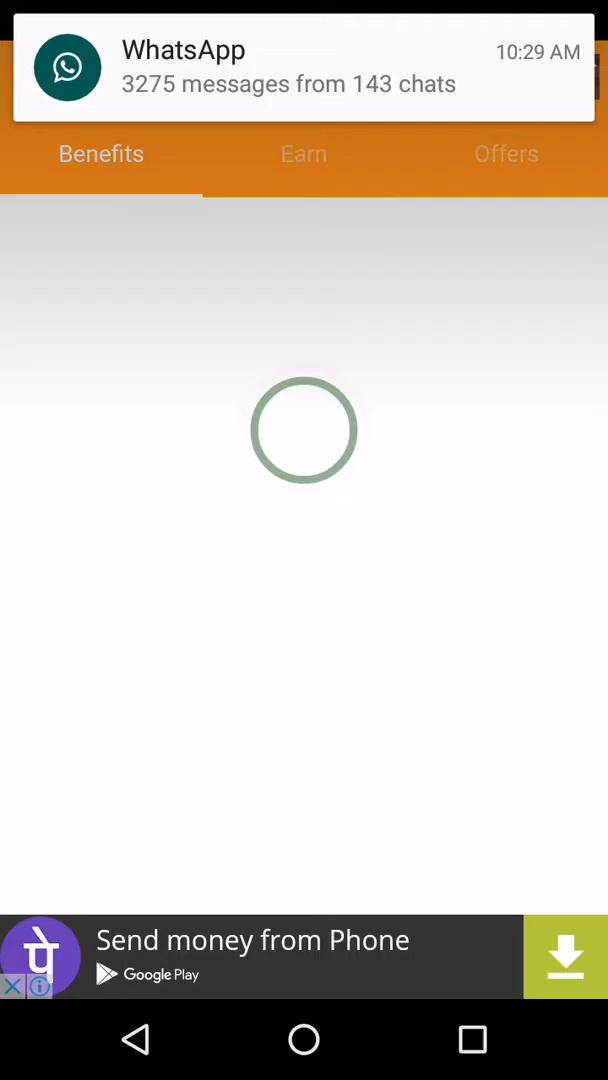 WhatsApp
10:29 AM
3275 messages from 143 chats
Benefits
Earn
Offers
पे
Send money from Phone
Google Play